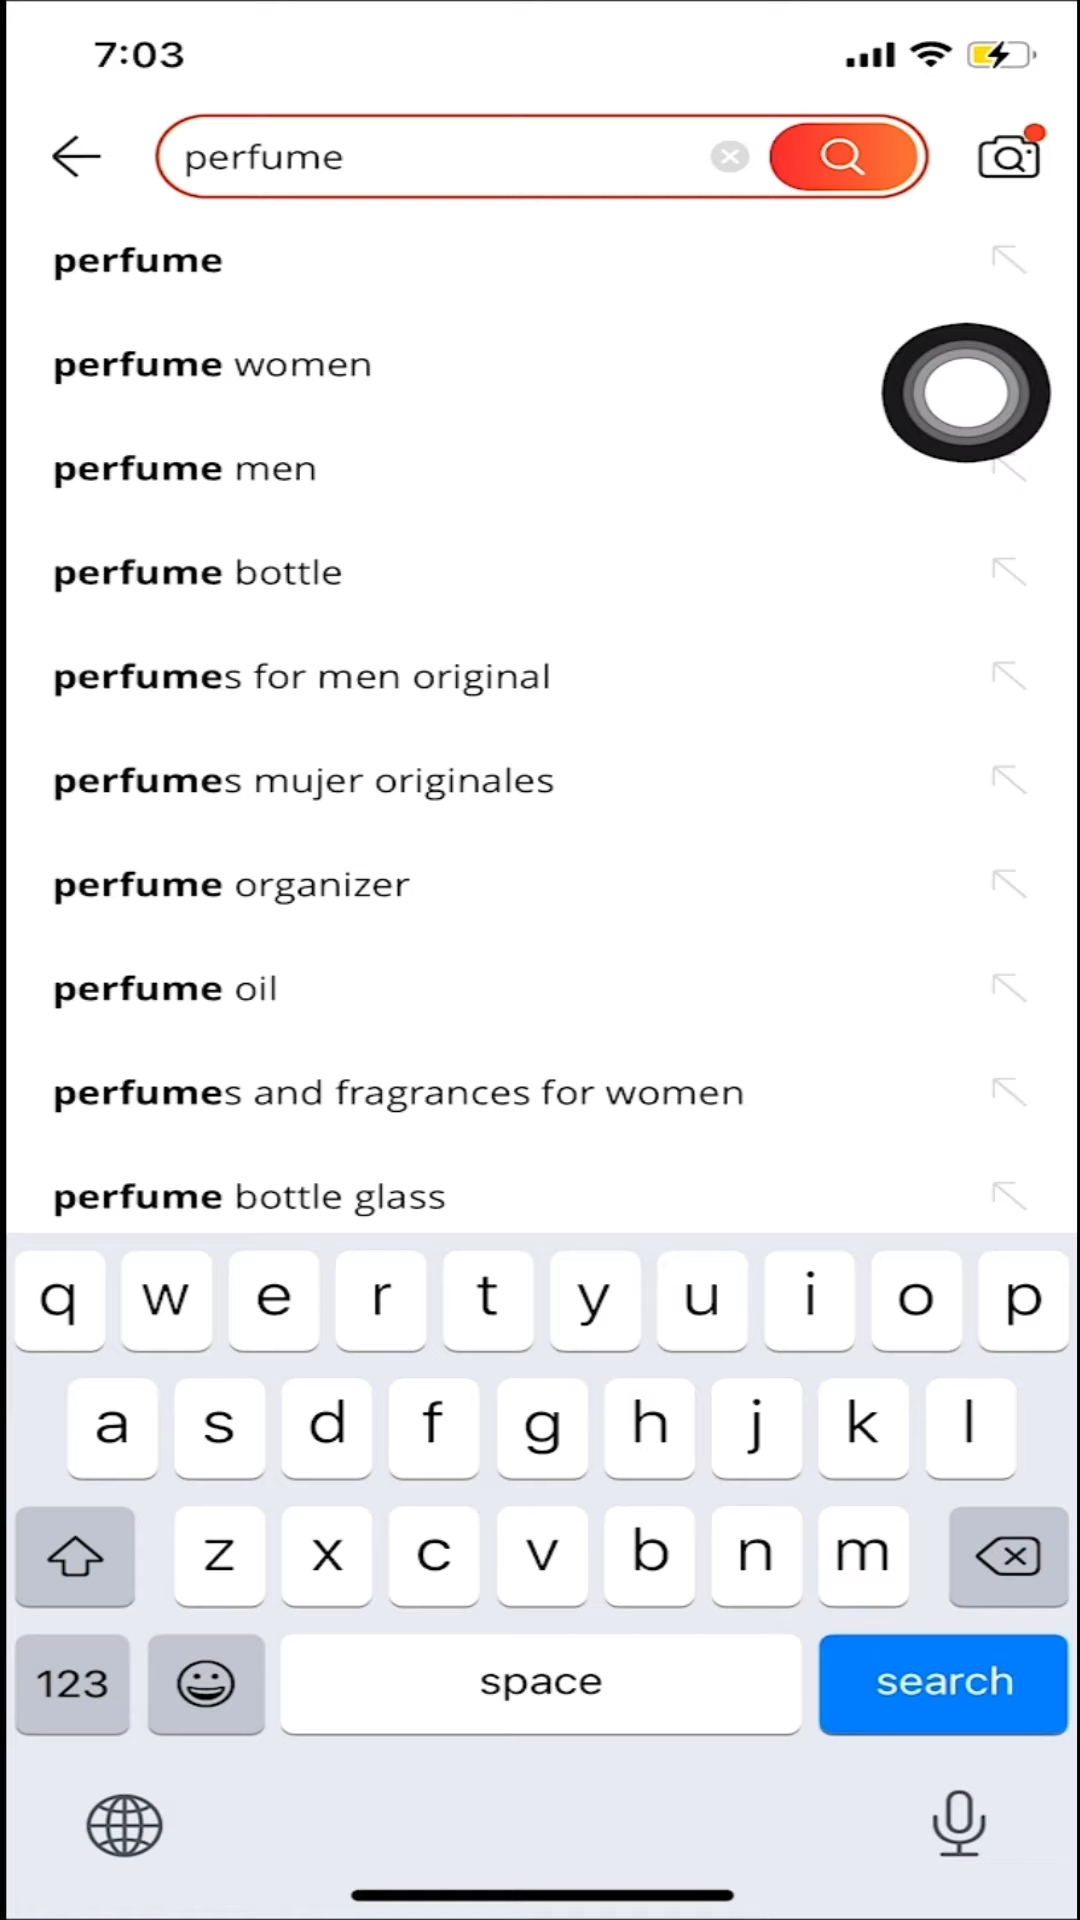 7:03
perfume
perfume
perfume women
perfume men
perfume bottle
perfumes for men original
perfumes mujer originales
perfume organizer
perfume oil
perfumes and fragrances for women
perfume bottle glass
q w e r t y u i o p
a s d f g h j k l
z x c v b n m
123 space search